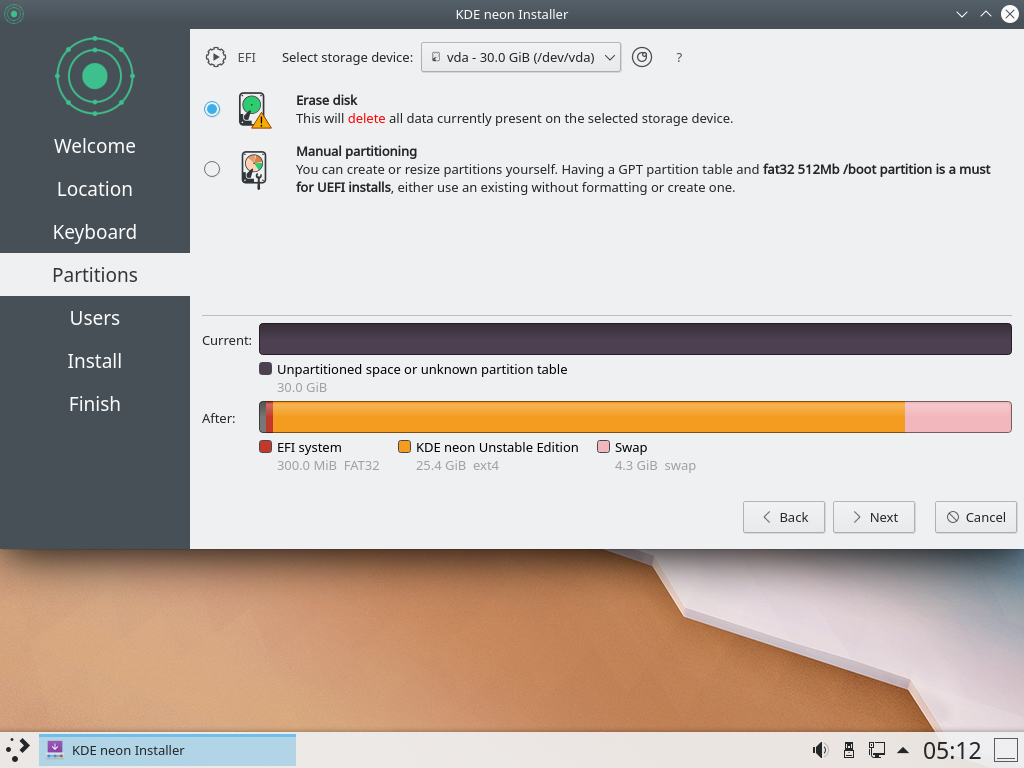 KDE neon Installer
EFI Select storage device: vda - 30.0 GiB (/dev/vda) ?
Welcome
Location
Keyboard
Partitions
Users
Install
Finish
Erase disk
This will delete all data currently present on the selected storage device.
Manual partitioning
You can create or resize partitions yourself. Having a GPT partition table and fat32 512Mb /boot partition is a must
for UEFI installs, either use an existing without formatting or create one.
Current:
Unpartitioned space or unknown partition table
30.0 GiB
After:
EFI system KDE neon Unstable Edition Swap
300.0 MiB FAT32 25.4 GiB ext4 4.3 GiB swap
Back Next Cancel
KDE neon Installer 05:12